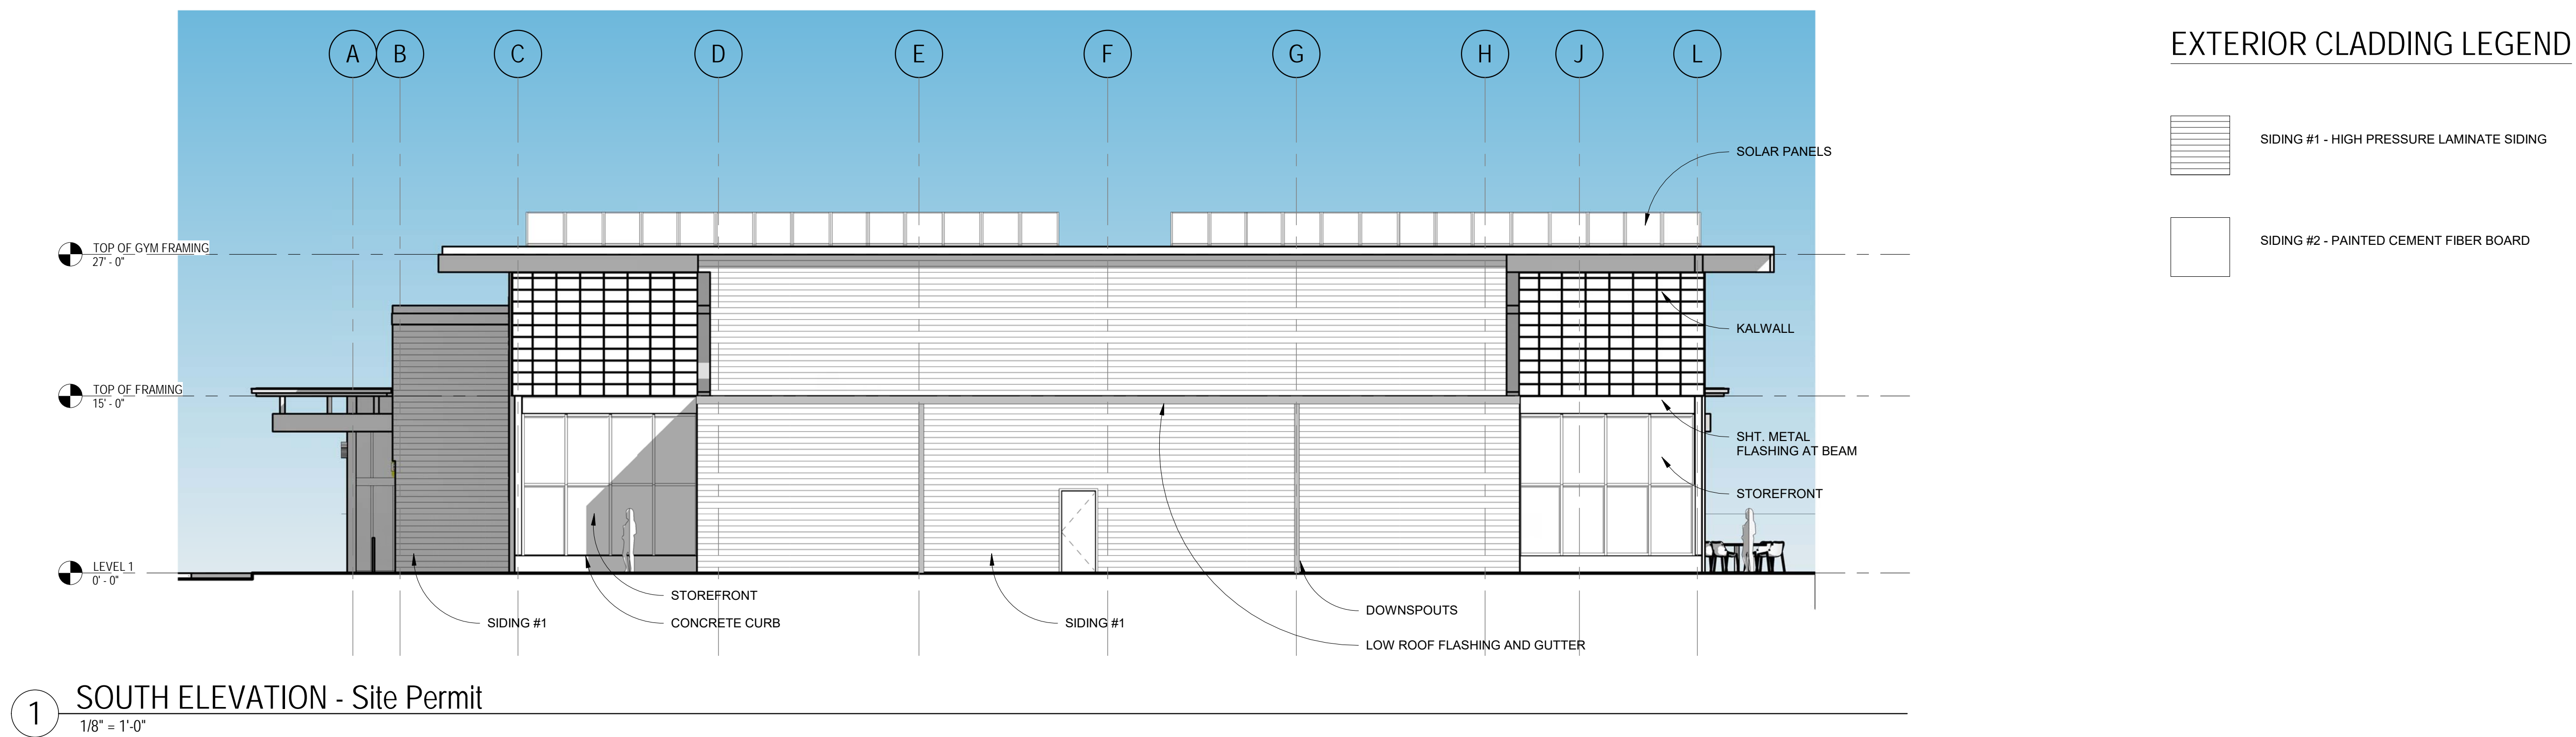 A B C D E F G H J L
EXTERIOR CLADDING LEGEND
SIDING #1 - HIGH PRESSURE LAMINATE SIDING
SIDING #2 - PAINTED CEMENT FIBER BOARD
SOLAR PANELS
TOP OF GYM FRAMING
27' - 0"
KALWALL
TOP OF FRAMING
15' - 0"
SHT. METAL
FLASHING AT BEAM
STOREFRONT
LEVEL 1
0' - 0"
STOREFRONT
DOWNSPOUTS
SIDING #1
CONCRETE CURB
SIDING #1
LOW ROOF FLASHING AND GUTTER
1
SOUTH ELEVATION - Site Permit
1/8" = 1'-0"